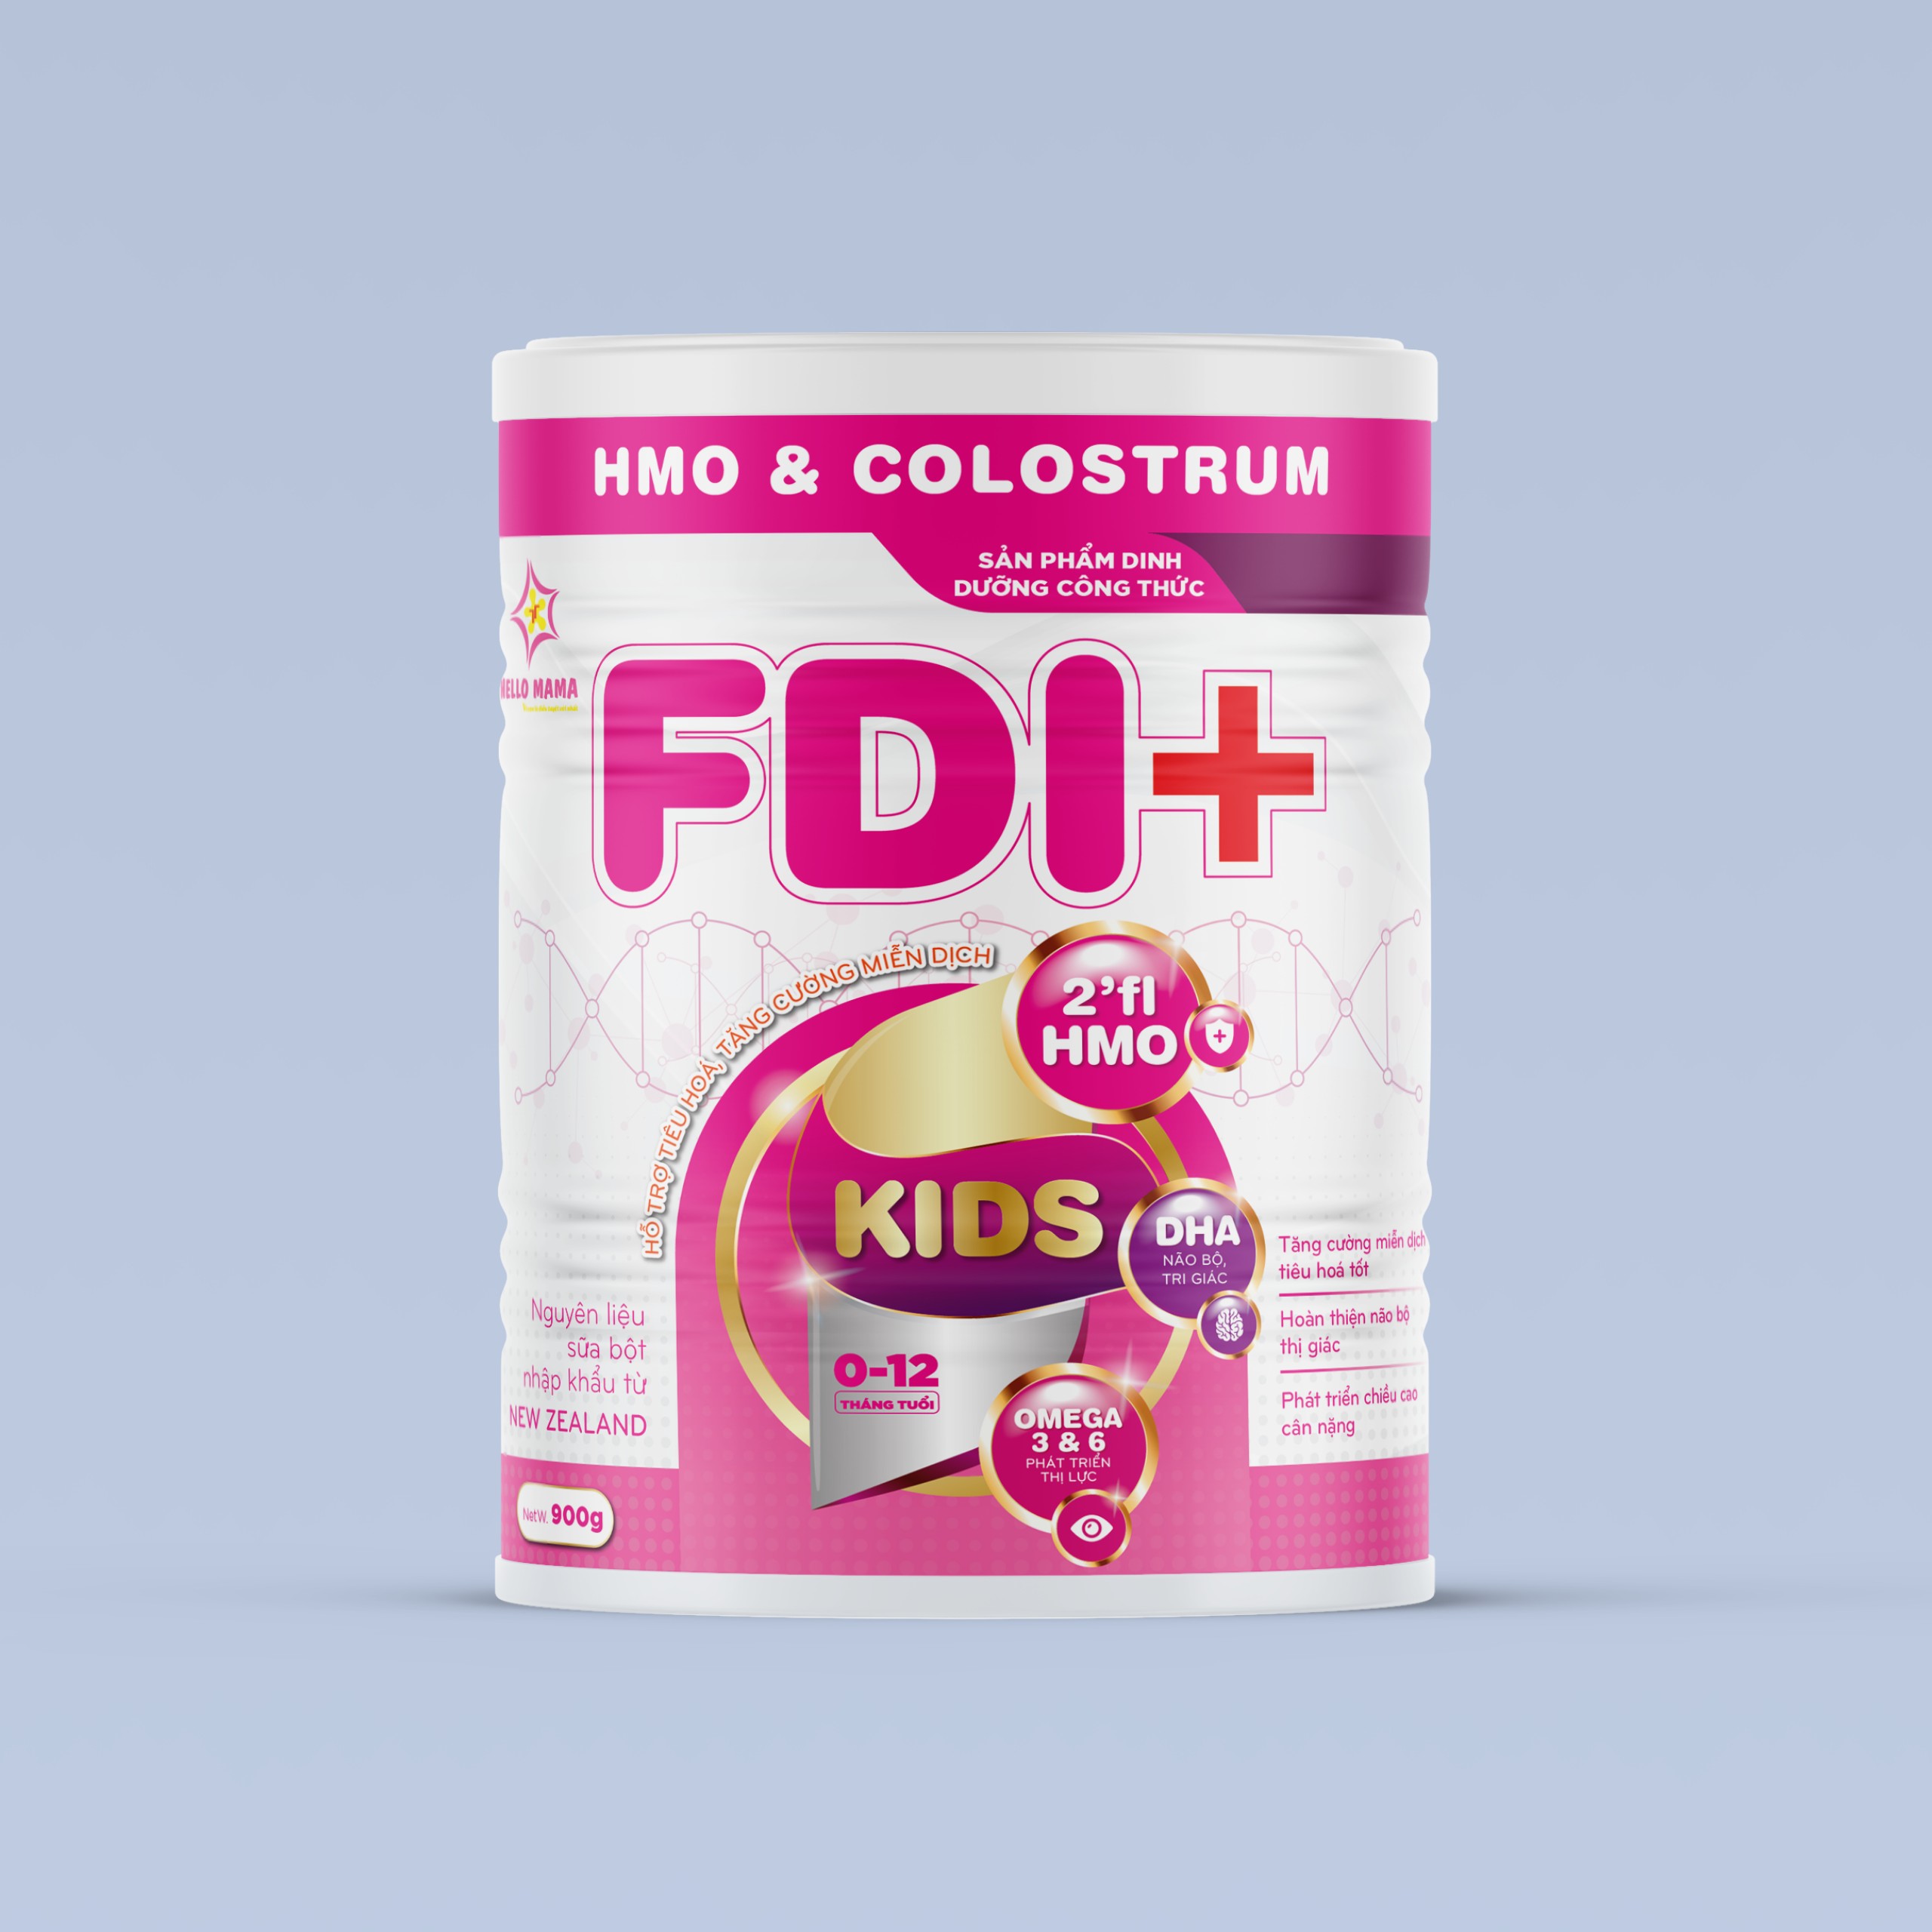 HMO & COLOSTRUM
SẢN PHẨM DINH
DƯỠNG CÔNG THỨC
HELLO MAMA
FDI+
HỖ TRỢ TIÊU HOÁ, TĂNG CƯỜNG MIỄN DỊCH
2'fl
HMO
KIDS
DHA
NÃO BỘ,
TRI GIÁC
0-12
THÁNG TUỔI
OMEGA
3 & 6
PHÁT TRIỂN
THỊ LỰC
Nguyên liệu
sữa bột
nhập khẩu từ
NEW ZEALAND
NetW. 900g
Tăng cường miễn dịch
tiêu hoá tốt
Hoàn thiện não bộ
thị giác
Phát triển chiều cao
cân nặng